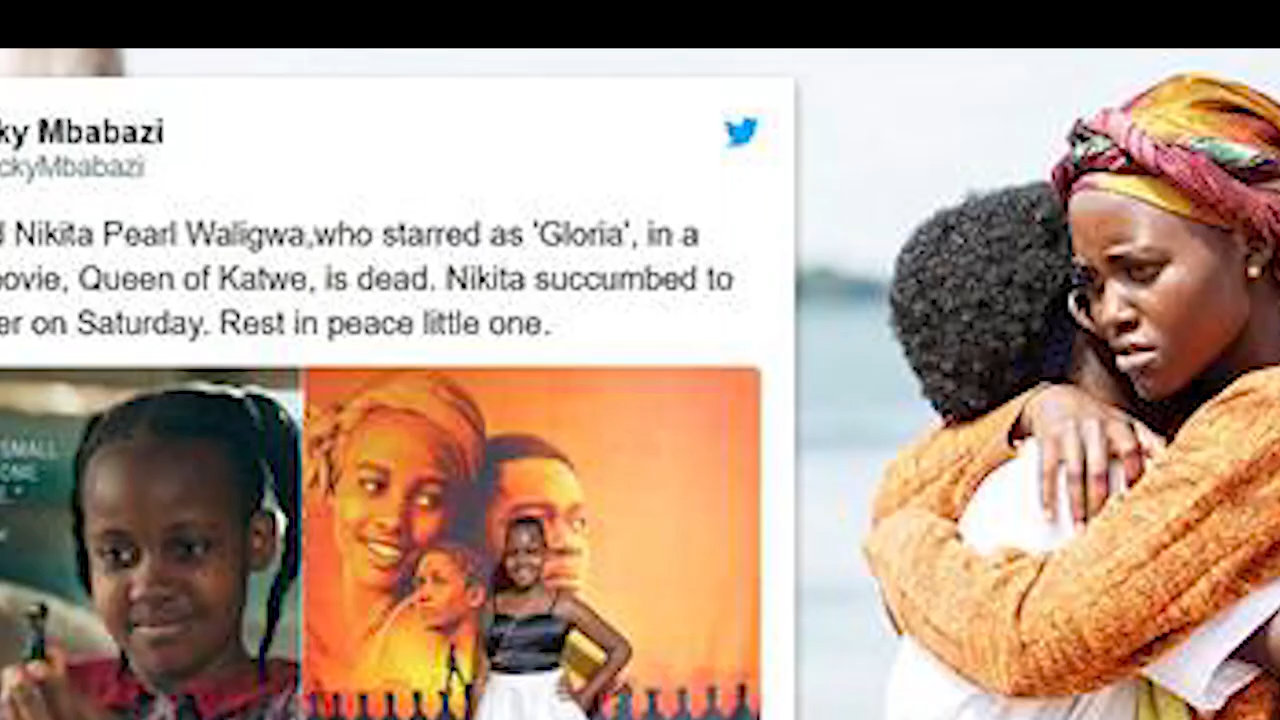 ky Mbabazi
ckyMbabazi
Nikita Pearl Waligwa,who starred as 'Gloria', in a
ovie, Queen of Katwe, is dead. Nikita succumbed to
er on Saturday. Rest in peace little one.
SMALL
ONE